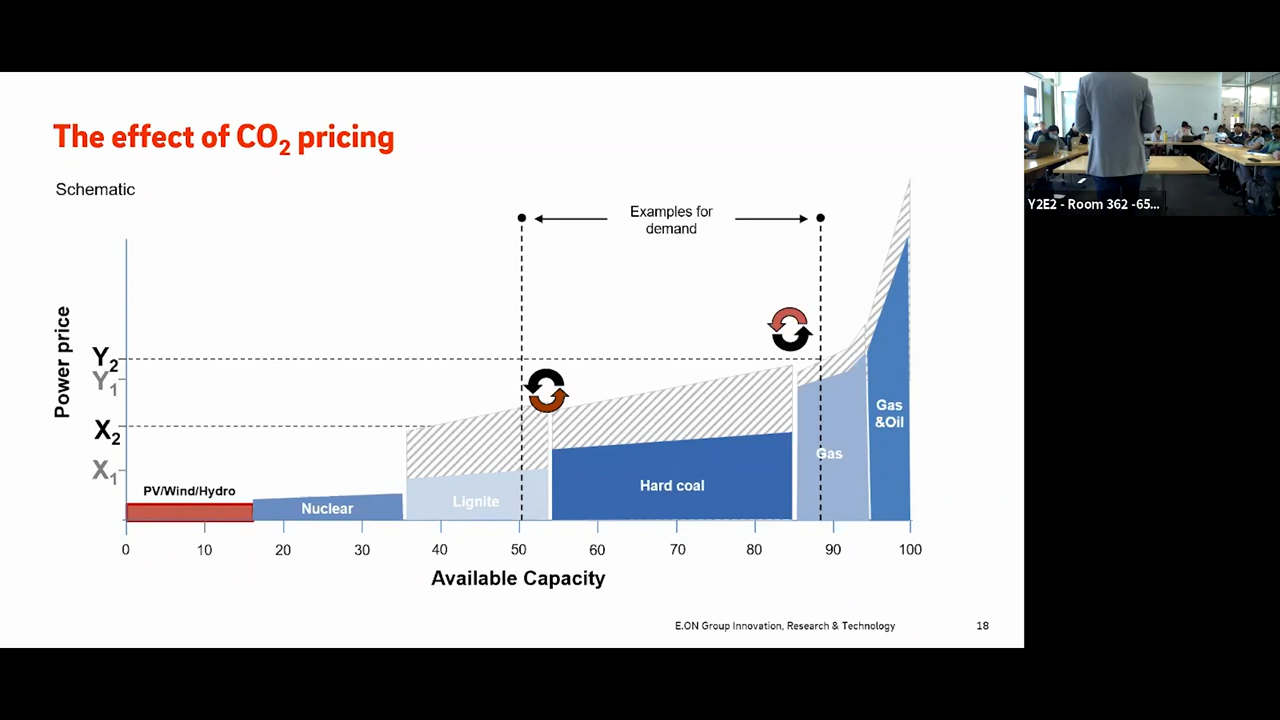 The effect of CO2 pricing
Schematic
Examples for
demand
Power price
Y2
Y1
X2
X1
PV/Wind/Hydro
Nuclear
Lignite
Hard coal
Gas
Gas
&Oil
0 10 20 30 40 50 60 70 80 90 100
Available Capacity
E.ON Group Innovation, Research & Technology 18
Y2E2 - Room 362 -65...